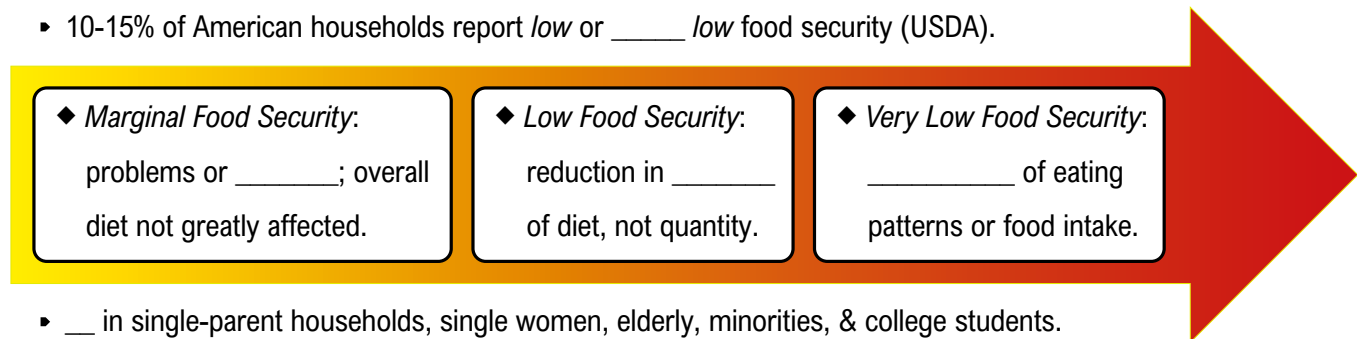 ▸ 10-15% of American households report low or _____ low food security (USDA).
◆ Marginal Food Security:
problems or _______; overall
diet not greatly affected.
◆ Low Food Security:
reduction in _______
of diet, not quantity.
◆ Very Low Food Security:
__________ of eating
patterns or food intake.
▸ __ in single-parent households, single women, elderly, minorities, & college students.